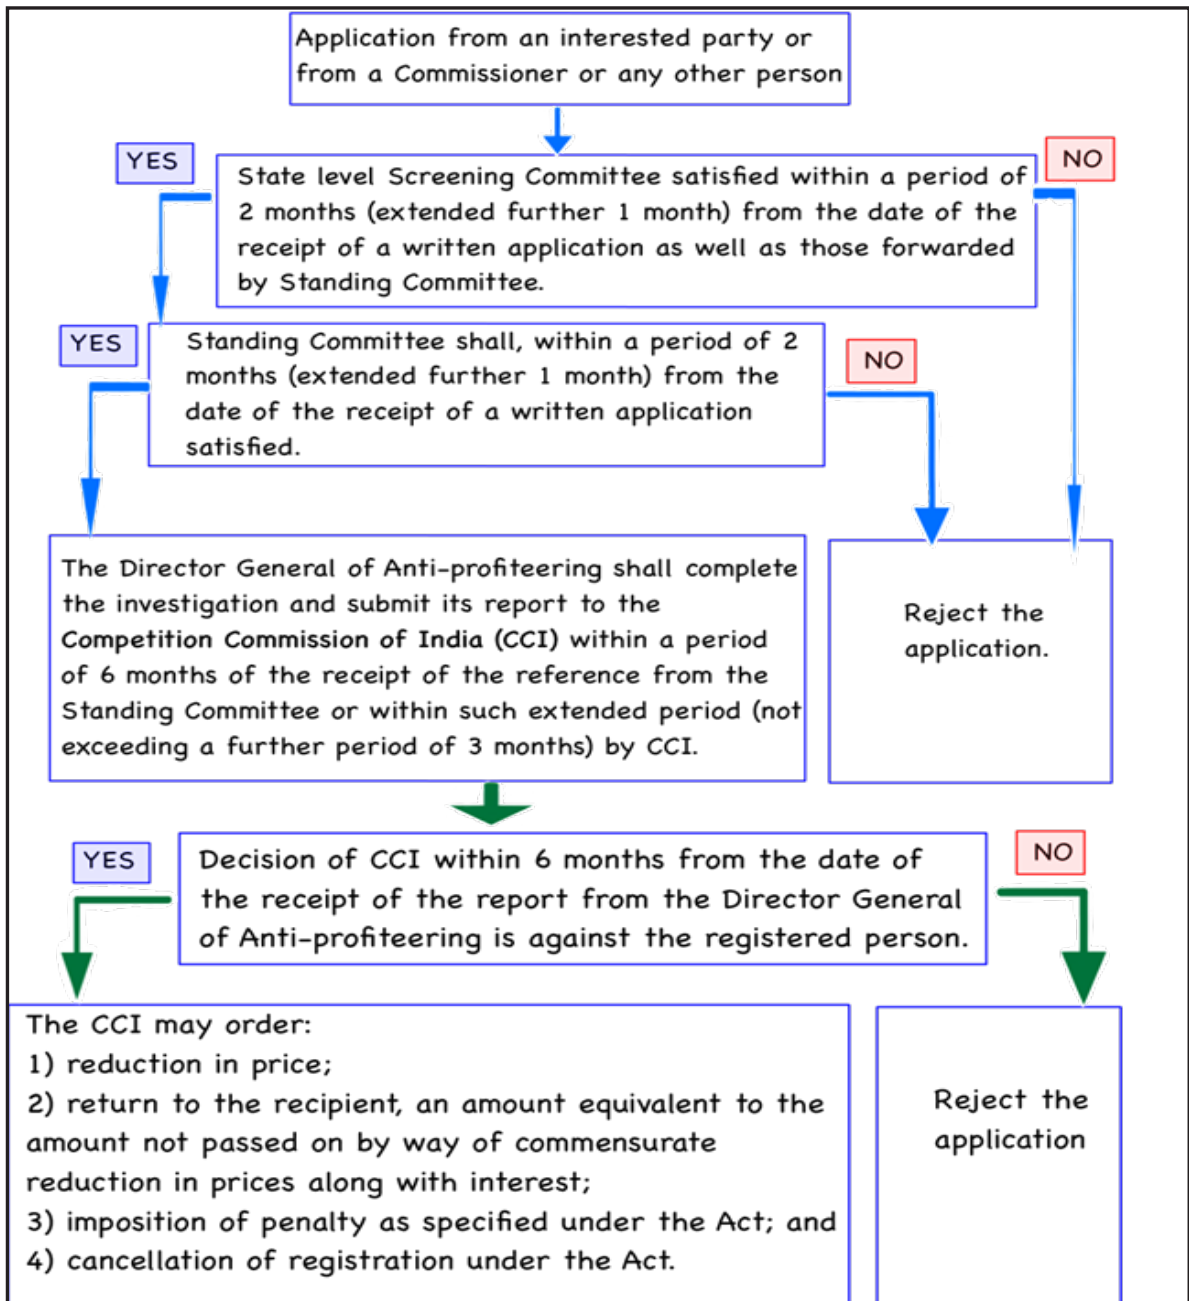 Application from an interested party or
from a Commissioner or any other person
YES
NO
State level Screening Committee satisfied within a period of
2 months (extended further 1 month) from the date of the
receipt of a written application as well as those forwarded
by Standing Committee.
YES
Standing Committee shall, within a period of 2
months (extended further 1 month) from the
date of the receipt of a written application
satisfied.
NO
The Director General of Anti-profiteering shall complete
the investigation and submit its report to the
Competition Commission of India (CCI) within a period
of 6 months of the receipt of the reference from the
Standing Committee or within such extended period (not
exceeding a further period of 3 months) by CCI.
Reject the
application.
YES
Decision of CCI within 6 months from the date of
the receipt of the report from the Director General
of Anti-profiteering is against the registered person.
NO
The CCI may order:
1) reduction in price;
2) return to the recipient, an amount equivalent to the
amount not passed on by way of commensurate
reduction in prices along with interest;
3) imposition of penalty as specified under the Act; and
4) cancellation of registration under the Act.
Reject the
application